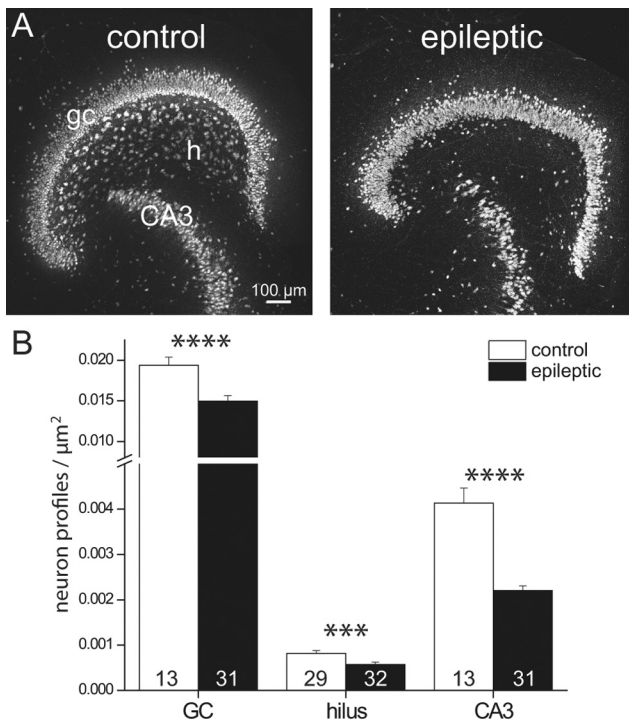 A
control
epileptic
gc
h
CA3
100 µm
B
control
epileptic
neuron profiles / µm²
0.020
0.015
0.010
0.004
0.003
0.002
0.001
0.000
****
***
****
13
31
29
32
13
31
GC
hilus
CA3